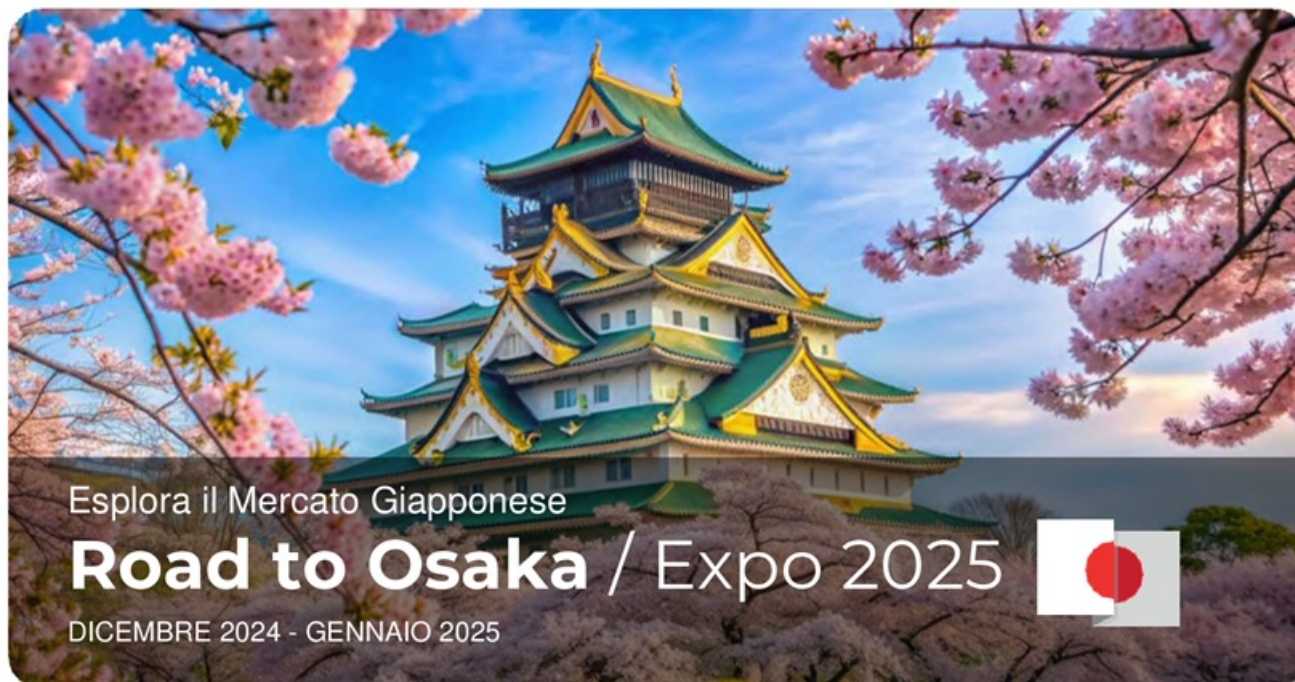 Esplora il Mercato Giapponese
Road to Osaka / Expo 2025
DICEMBRE 2024 - GENNAIO 2025